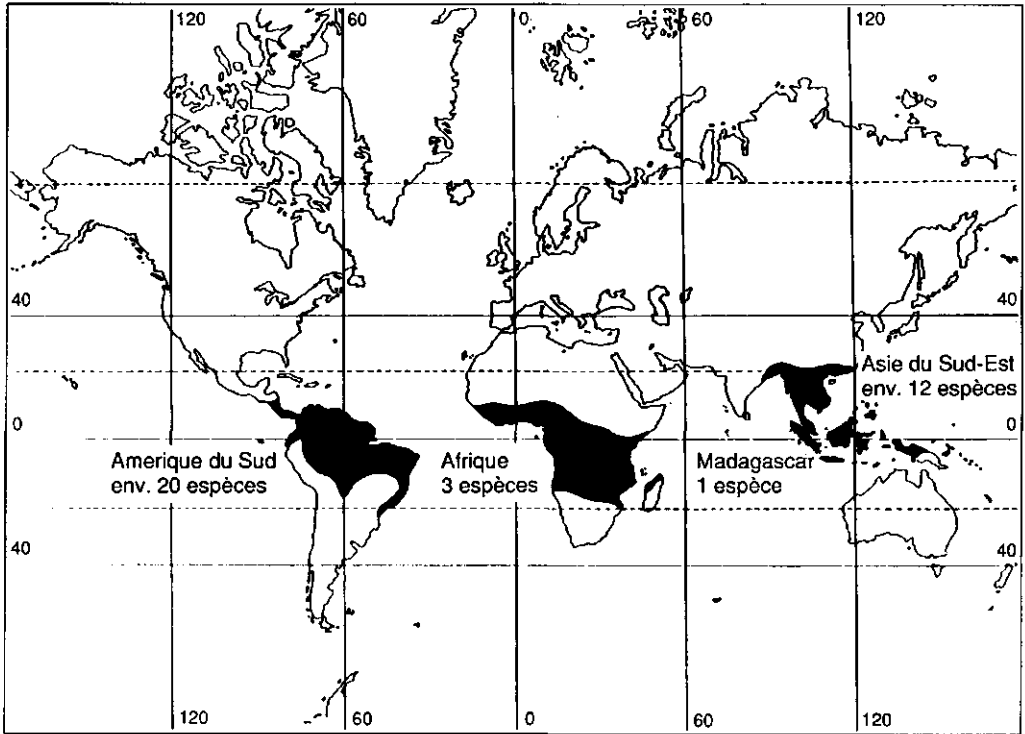 120 60 0 60 120
40 40
Asie du Sud-Est
env. 12 espèces
0 0
Amerique du Sud
env. 20 espèces
Afrique
3 espèces
Madagascar
1 espèce
40 40
120 60 0 60 120